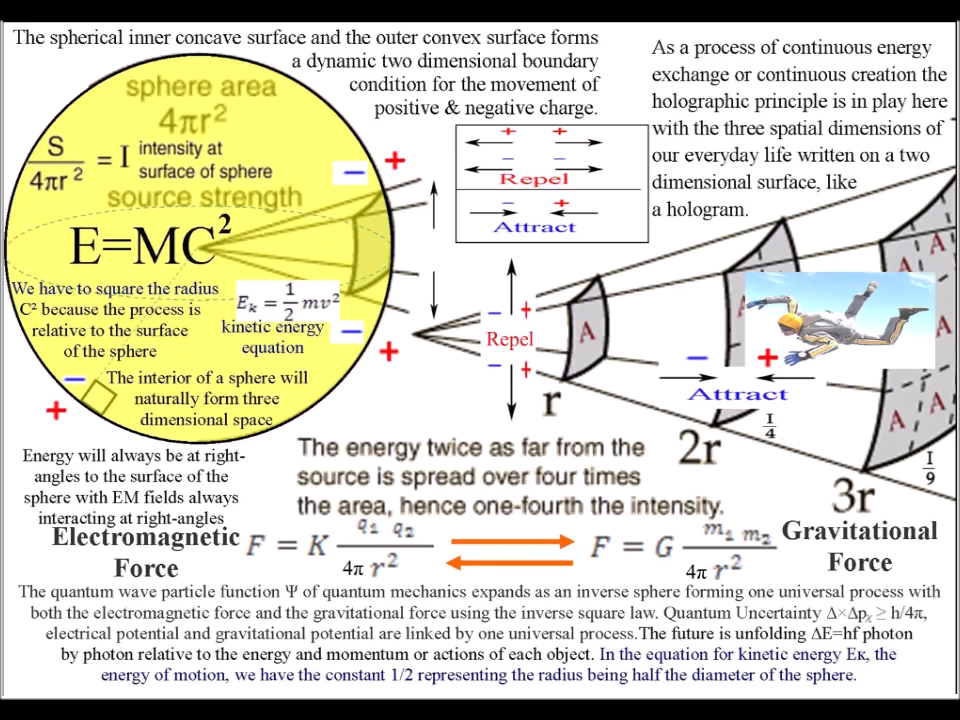 The spherical inner concave surface and the outer convex surface forms
a dynamic two dimensional boundary
condition for the movement of
positive & negative charge.
As a process of continuous energy
exchange or continuous creation the
holographic principle is in play here
with the three spatial dimensions of
our everyday life written on a two
dimensional surface, like
a hologram.
sphere area
4πr²
S
4πr² = I intensity at
surface of sphere
source strength
E=MC²
We have to square the radius
C² because the process is
relative to the surface
of the sphere
Eₖ = 1/2 mv²
kinetic energy
equation
The interior of a sphere will
naturally form three
dimensional space
− +
− +
− +
+ +
− −
Repel
− +
Attract
− +
Repel
− +
A
A
A
A
A
A
A
A
− +
Attract
r
2r
3r
I/4
I/9
Energy will always be at right-
angles to the surface of the
sphere with EM fields always
interacting at right-angles
The energy twice as far from the
source is spread over four times
the area, hence one-fourth the intensity.
Electromagnetic
Force
F = K q₁ q₂ / 4π r²
F = G m₁ m₂ / 4π r²
Gravitational
Force
The quantum wave particle function Ψ of quantum mechanics expands as an inverse sphere forming one universal process with
both the electromagnetic force and the gravitational force using the inverse square law. Quantum Uncertainty Δ×Δpᵪ ≥ h/4π,
electrical potential and gravitational potential are linked by one universal process.The future is unfolding ΔE=hf photon
by photon relative to the energy and momentum or actions of each object. In the equation for kinetic energy Eᴋ, the
energy of motion, we have the constant 1/2 representing the radius being half the diameter of the sphere.